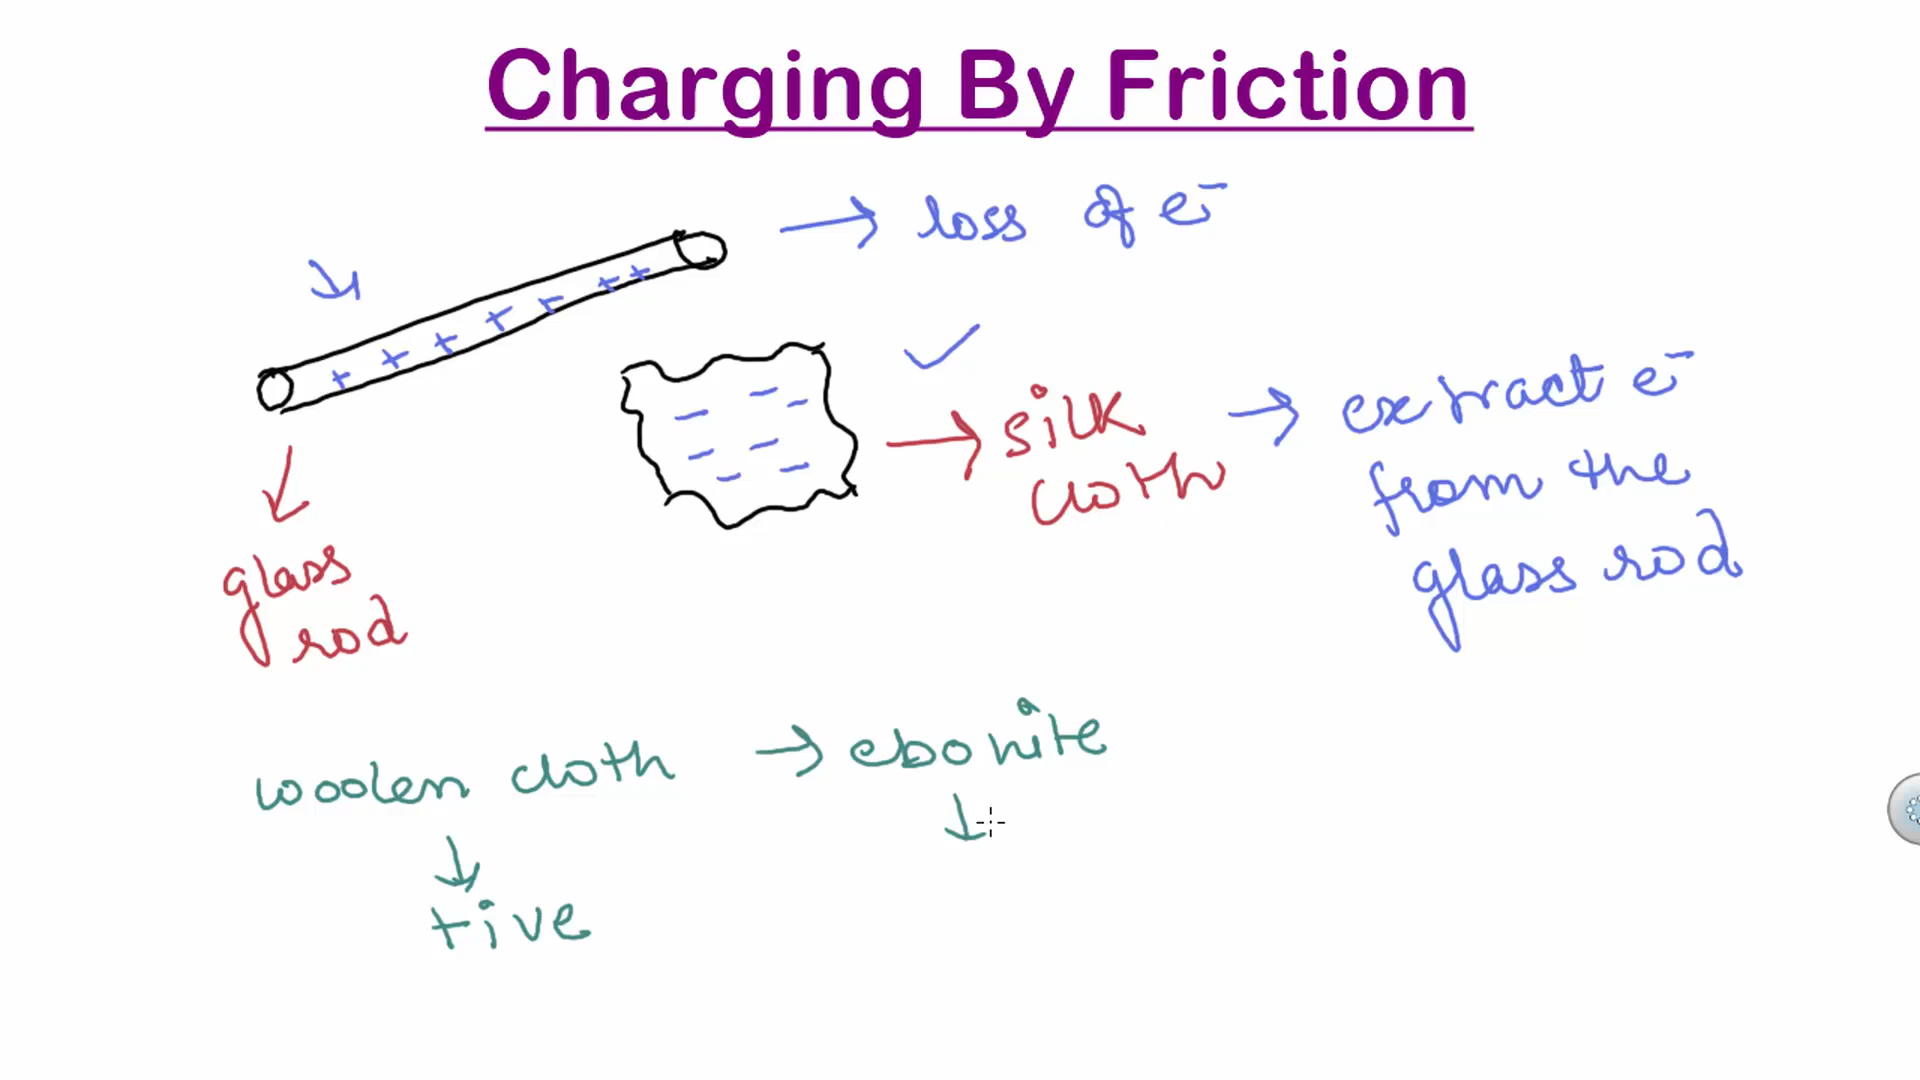 Charging By Friction
→ loss of e⁻
+ + + + + + +
→ silk cloth
→ extract e⁻
from the
glass rod
glass
rod
woolen cloth → ebonite
+ive